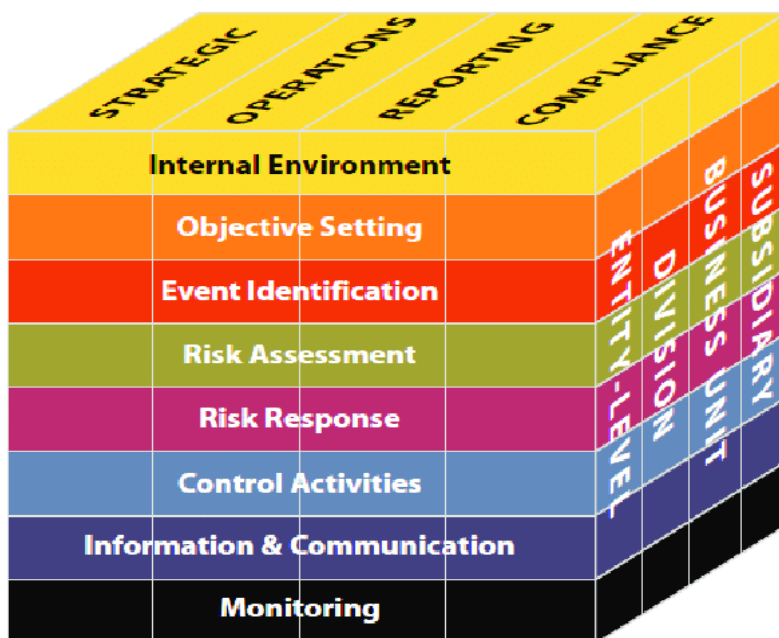 STRATEGIC
OPERATIONS
REPORTING
COMPLIANCE
Internal Environment
Objective Setting
Event Identification
Risk Assessment
Risk Response
Control Activities
Information & Communication
Monitoring
ENTITY-LEVEL
DIVISION
BUSINESS UNIT
SUBSIDIARY